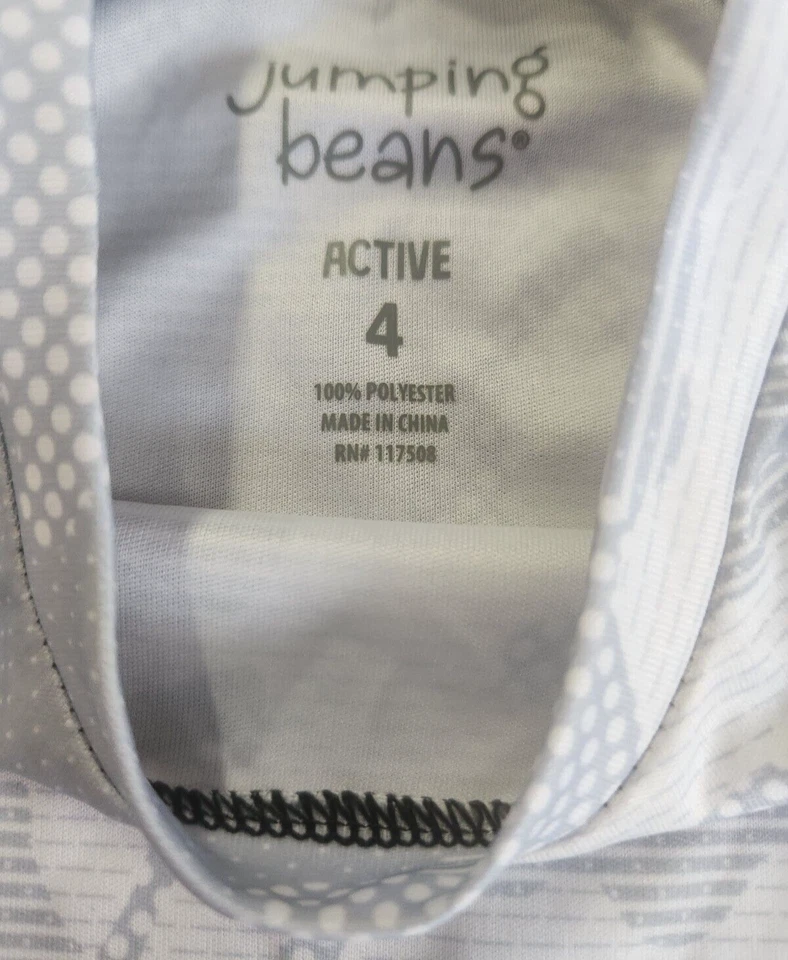 jumping
beans®
ACTIVE
4
100% POLYESTER
MADE IN CHINA
RN# 117508